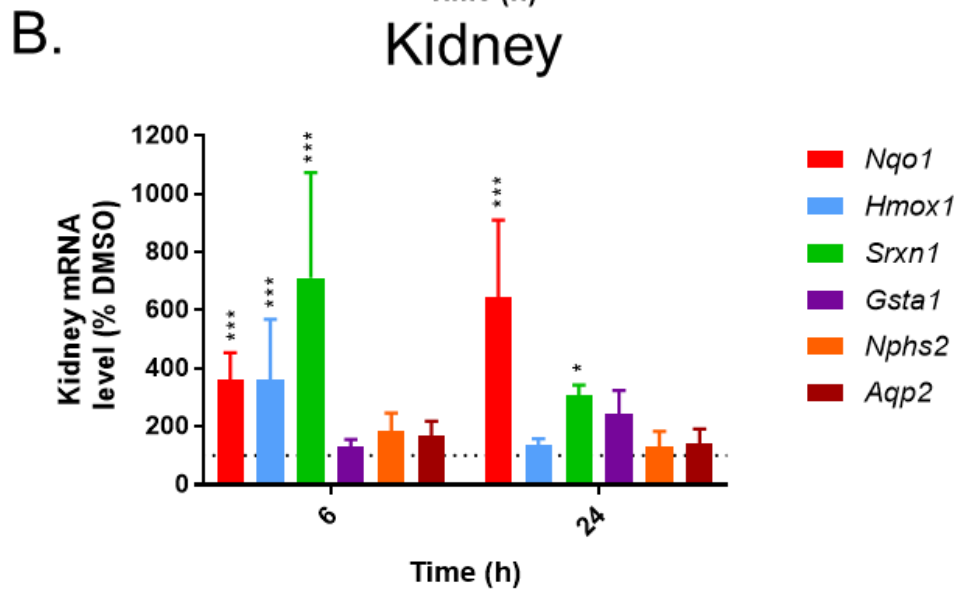 B.
Kidney
Kidney mRNA
level (% DMSO)
1200
1000
800
600
400
200
0
***
***
***
***
*
6
24
Time (h)
Nqo1
Hmox1
Srxn1
Gsta1
Nphs2
Aqp2